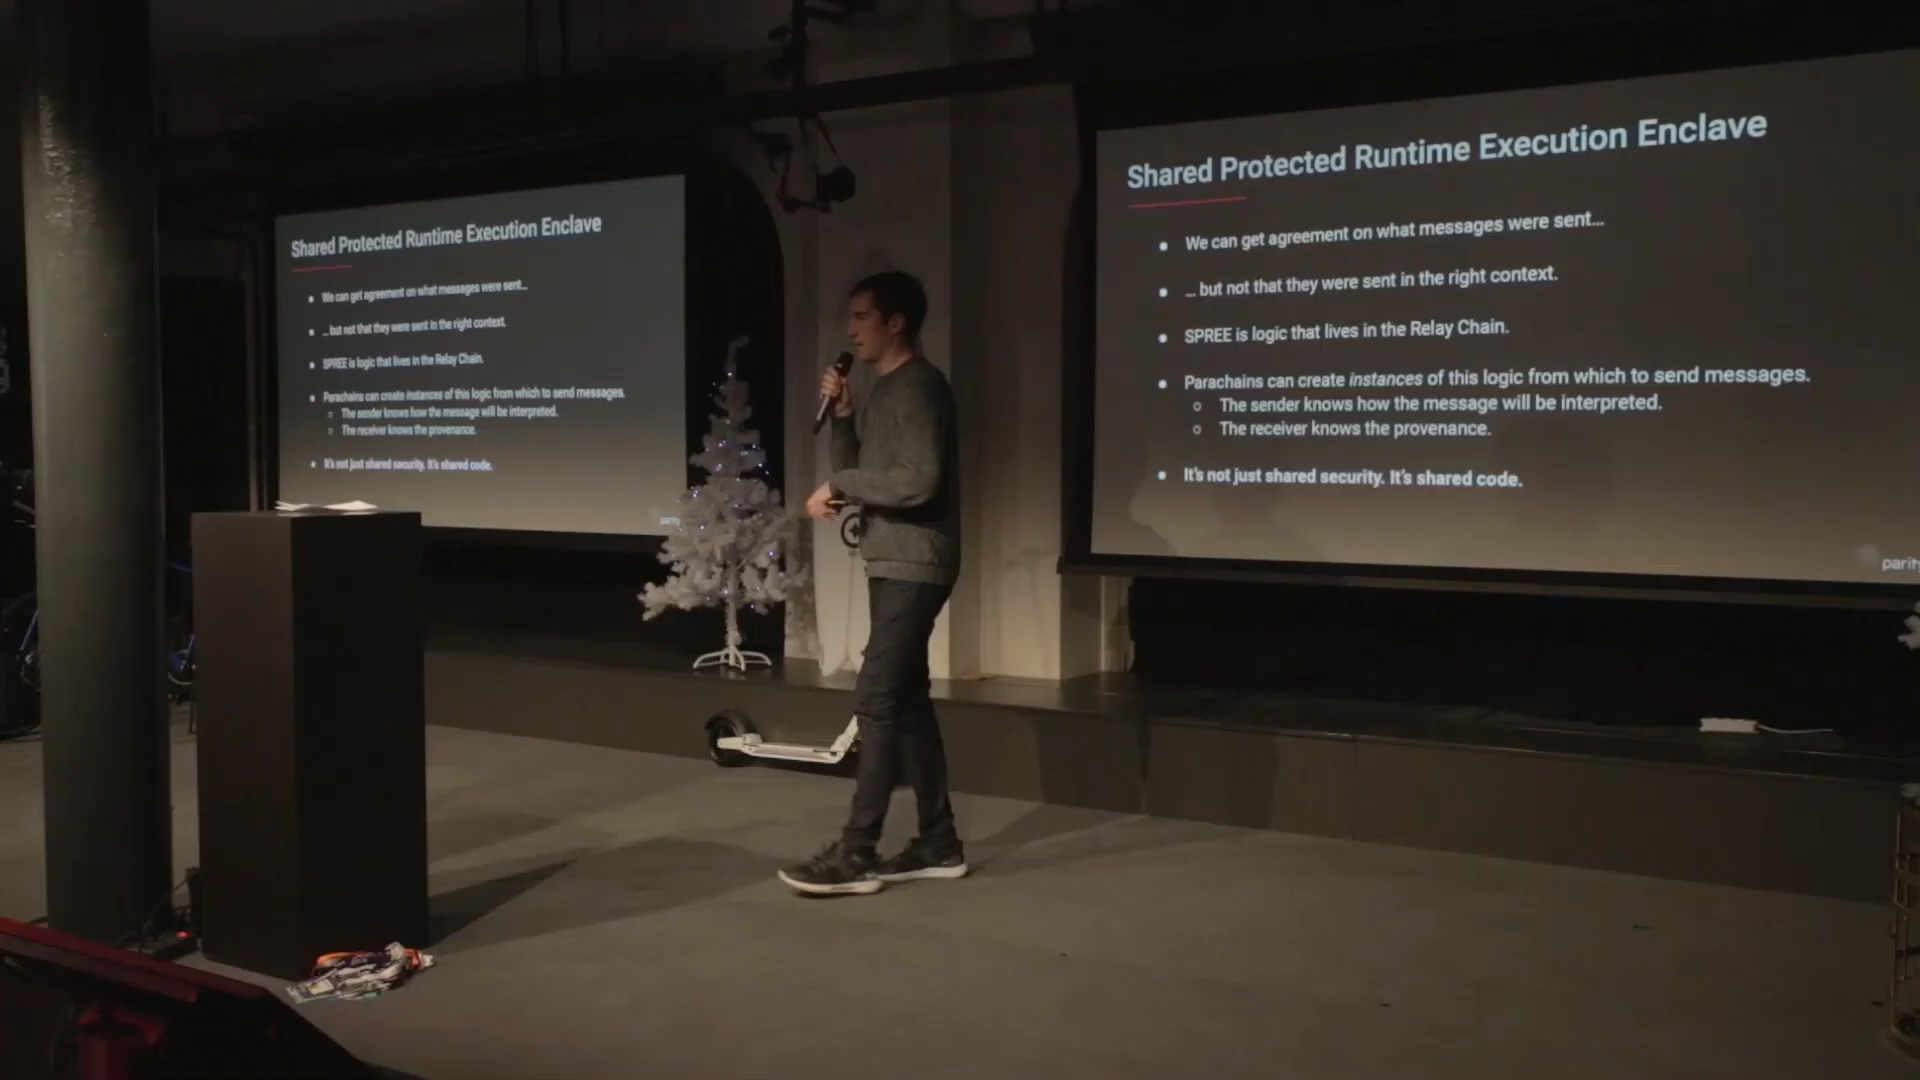 Shared Protected Runtime Execution Enclave
We can get agreement on what messages were sent...
... but not that they were sent in the right context.
SPREE is logic that lives in the Relay Chain.
Parachains can create instances of this logic from which to send messages.
The sender knows how the message will be interpreted.
The receiver knows the provenance.
It's not just shared security. It's shared code.
parity
Shared Protected Runtime Execution Enclave
We can get agreement on what messages were sent...
... but not that they were sent in the right context.
SPREE is logic that lives in the Relay Chain.
Parachains can create instances of this logic from which to send messages.
The sender knows how the message will be interpreted.
The receiver knows the provenance.
It's not just shared security. It's shared code.
parity